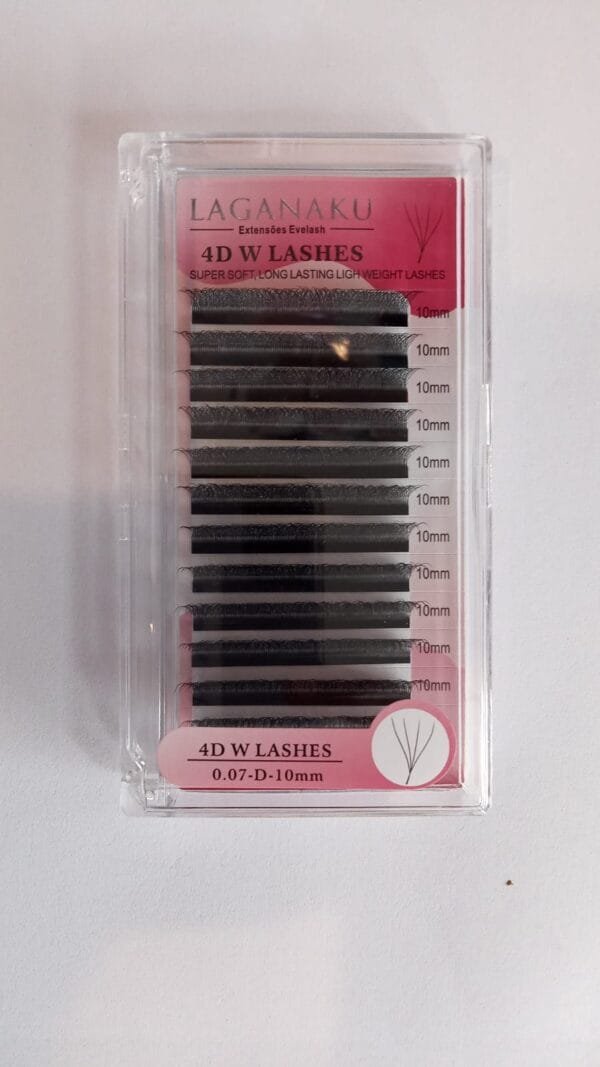 LAGANAKU
Extensões Evelash
4D W LASHES
SUPER SOFT, LONG LASTING LIGH WEIGHT LASHES
10mm
10mm
10mm
10mm
10mm
10mm
10mm
10mm
10mm
10mm
10mm
4D W LASHES
0.07-D-10mm